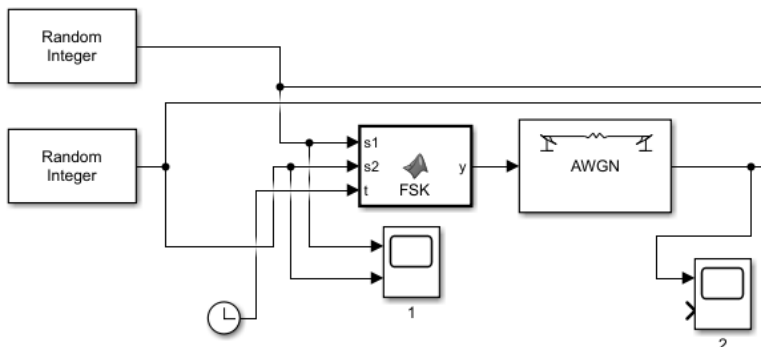 Random
Integer
Random
Integer
s1
s2
t
y
FSK
AWGN
1
2